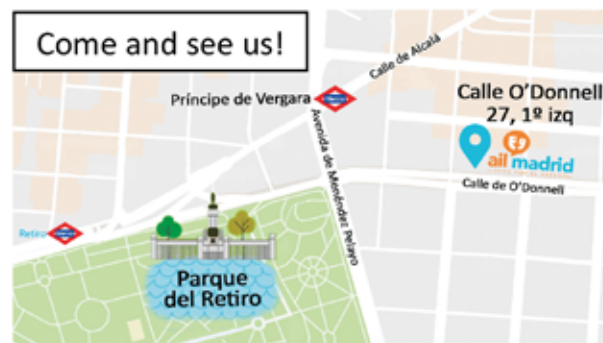 Come and see us!
Calle de Alcalá
Príncipe de Vergara
Calle O'Donnell
27, 1º izq
ail madrid
Avenida de Menéndez Pelayo
Calle de O'Donnell
Retiro
Parque
del Retiro